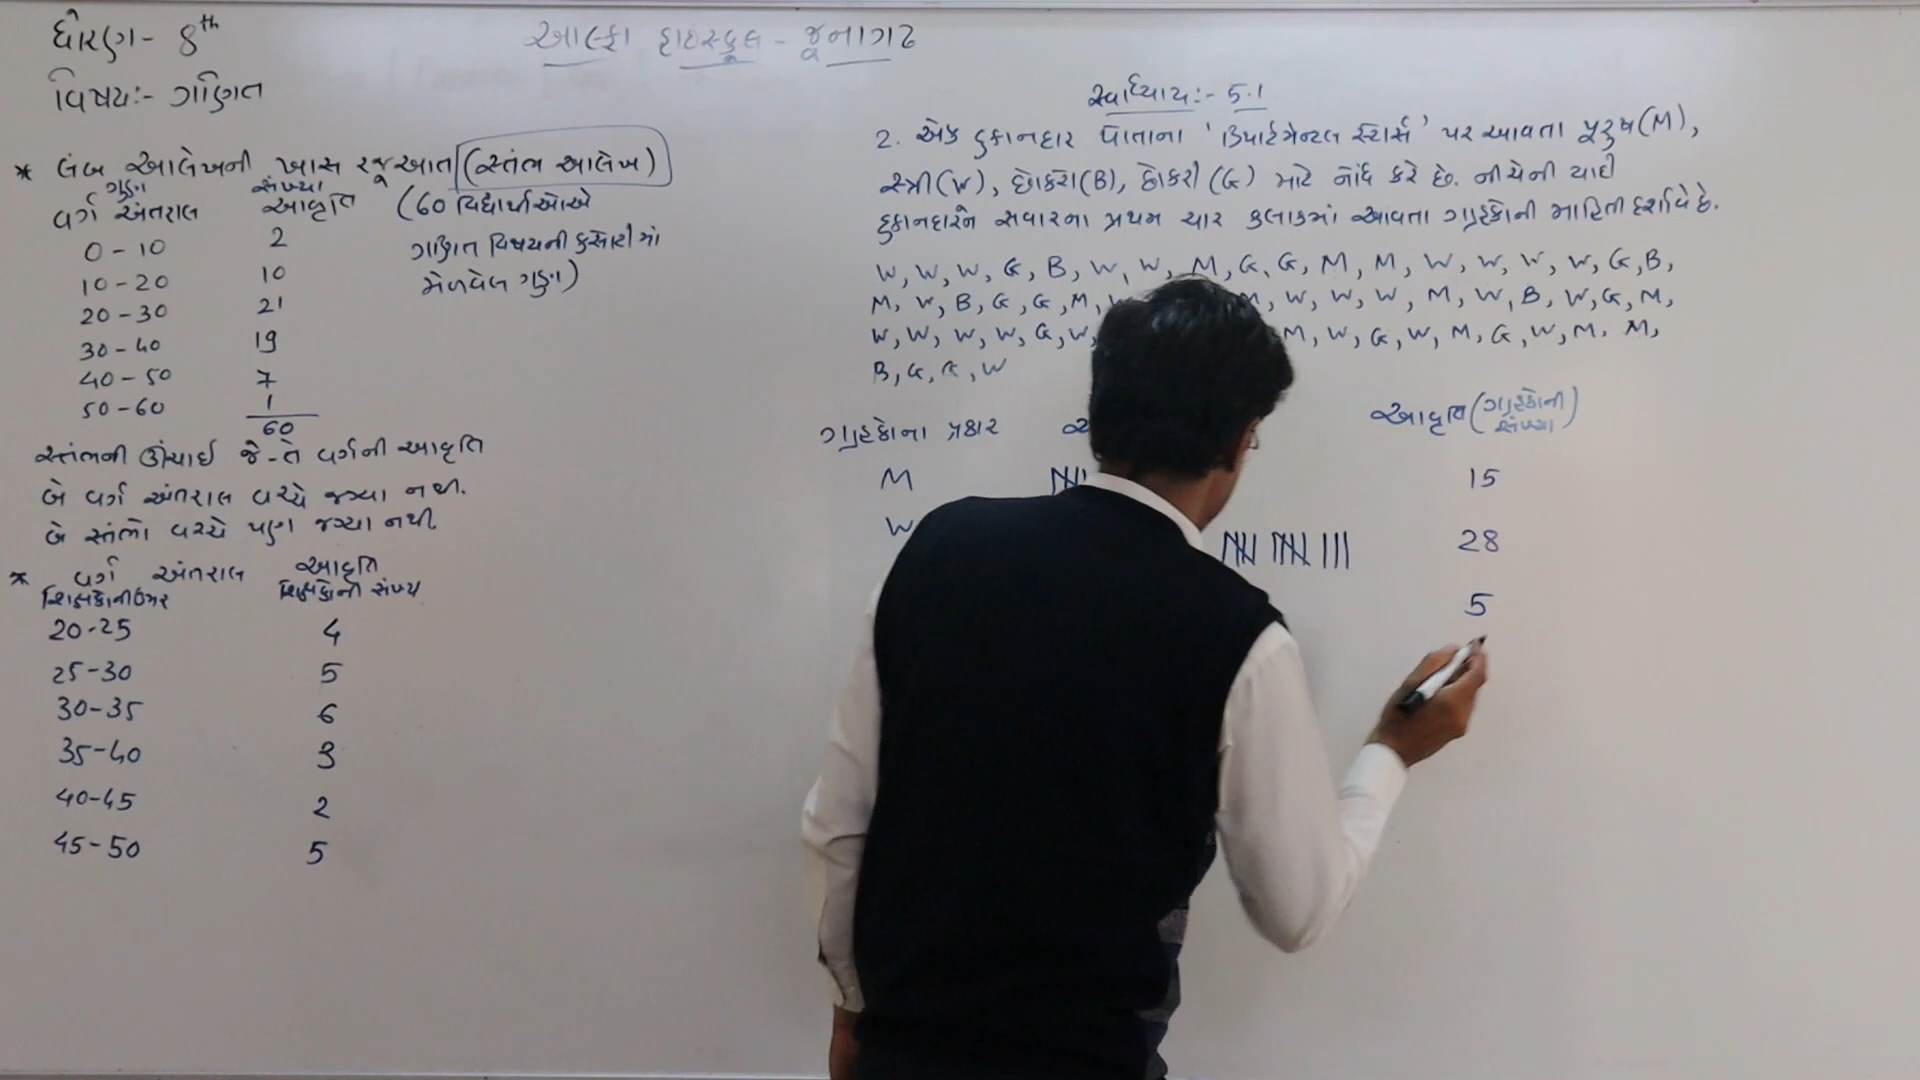 ધોરણ- 8th
વિષય:- ગણિત
આલ્ફા હાઇસ્કૂલ - જૂનાગઢ
* લંબ આલેખની ખાસ રજૂઆત (સ્તંભ આલેખ)
ગુણ સંખ્યા
વર્ગ અંતરાલ આવૃત્તિ (60 વિદ્યાર્થીઓએ
0-10 2 ગણિત વિષયની કસોટીમાં
10-20 10 મેળવેલ ગુણ)
20-30 21
30-40 19
40-50 7
50-60 1
60
સ્તંભની ઊંચાઈ જે-તે વર્ગની આવૃતિ
બે વર્ગ અંતરાલ વચ્ચે જગ્યા નથી.
બે સ્તંભો વચ્ચે પણ જગ્યા નથી.
* વર્ગ અંતરાલ આવૃતિ
શિક્ષકોની ઉંમર શિક્ષકોની સંખ્યા
20-25 4
25-30 5
30-35 6
35-40 3
40-45 2
45-50 5
સ્વાધ્યાય:- 5.1
2. એક દુકાનદાર પોતાના 'ડિપાર્ટમેન્ટલ સ્ટોર્સ' પર આવતા પુરુષ(M),
સ્ત્રી(W), છોકરો(B), છોકરી(G) માટે નોંધ કરે છે. નીચેની યાદી
દુકાનદારને સવારના પ્રથમ ચાર કલાકમાં આવતા ગ્રાહકોની માહિતી દર્શાવે છે.
W, W, W, G, B, W, W, M, G, G, M, M, W, W, W, W, G, B,
M, W, B, G, G, M, W M, W, W, W, M, W, B, W, G, M,
W, W, W, W, G, W, M, W, G, W, M, G, W, M, M,
B, G, G, W
ગ્રાહકોના પ્રકાર આવૃત્તિ (ગ્રાહકોની સંખ્યા)
M 15
W 28
5